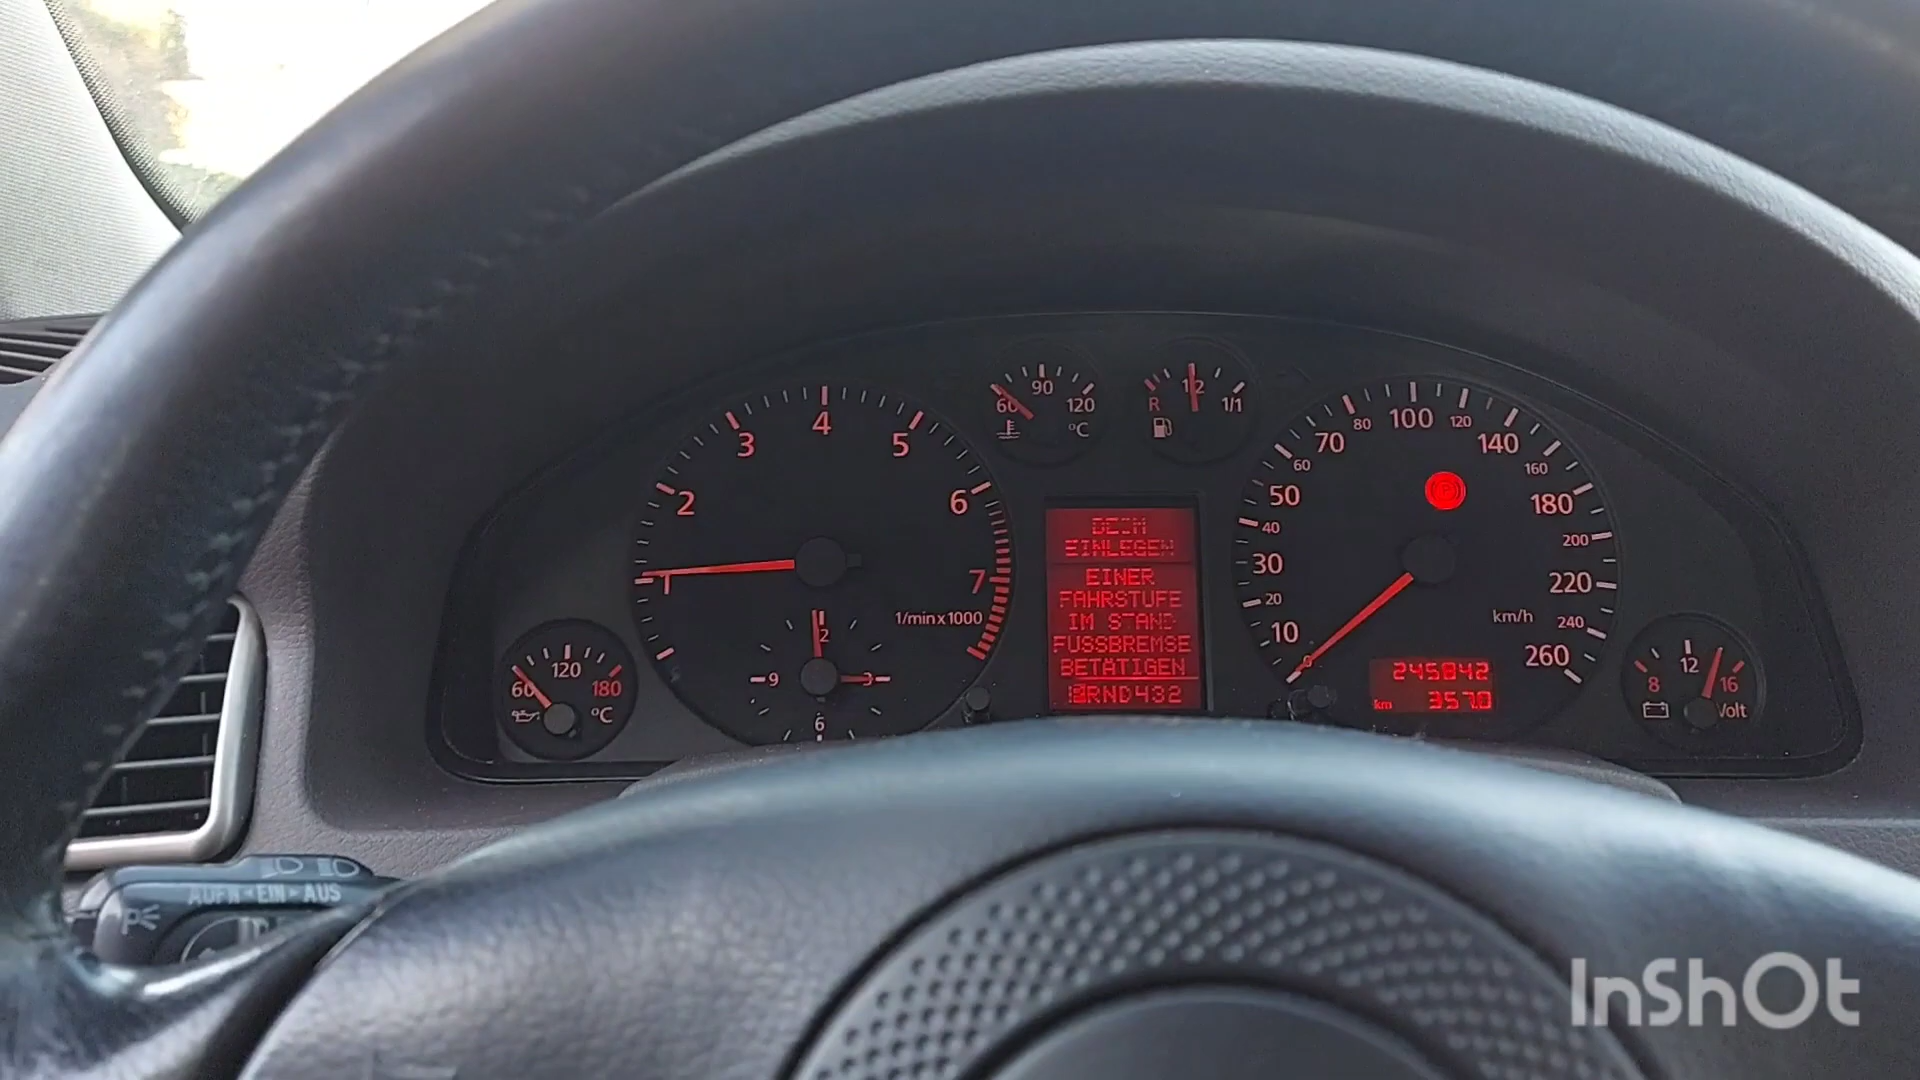 4
3
5
2
6
1
7
1/min x 1000
12
9
3
6
60
120
180
°C
60
90
120
°C
R
1/2
1/1
BEIM
EINLEGEN
EINER
FAHRSTUFE
IM STAND
FUSSBREMSE
BETÄTIGEN
PRND432
10
20
30
40
50
60
70
80
100
120
140
160
180
200
220
240
260
km/h
245842
km 357.0
8
12
16
Volt
AUFN EIN AUS
InShOt